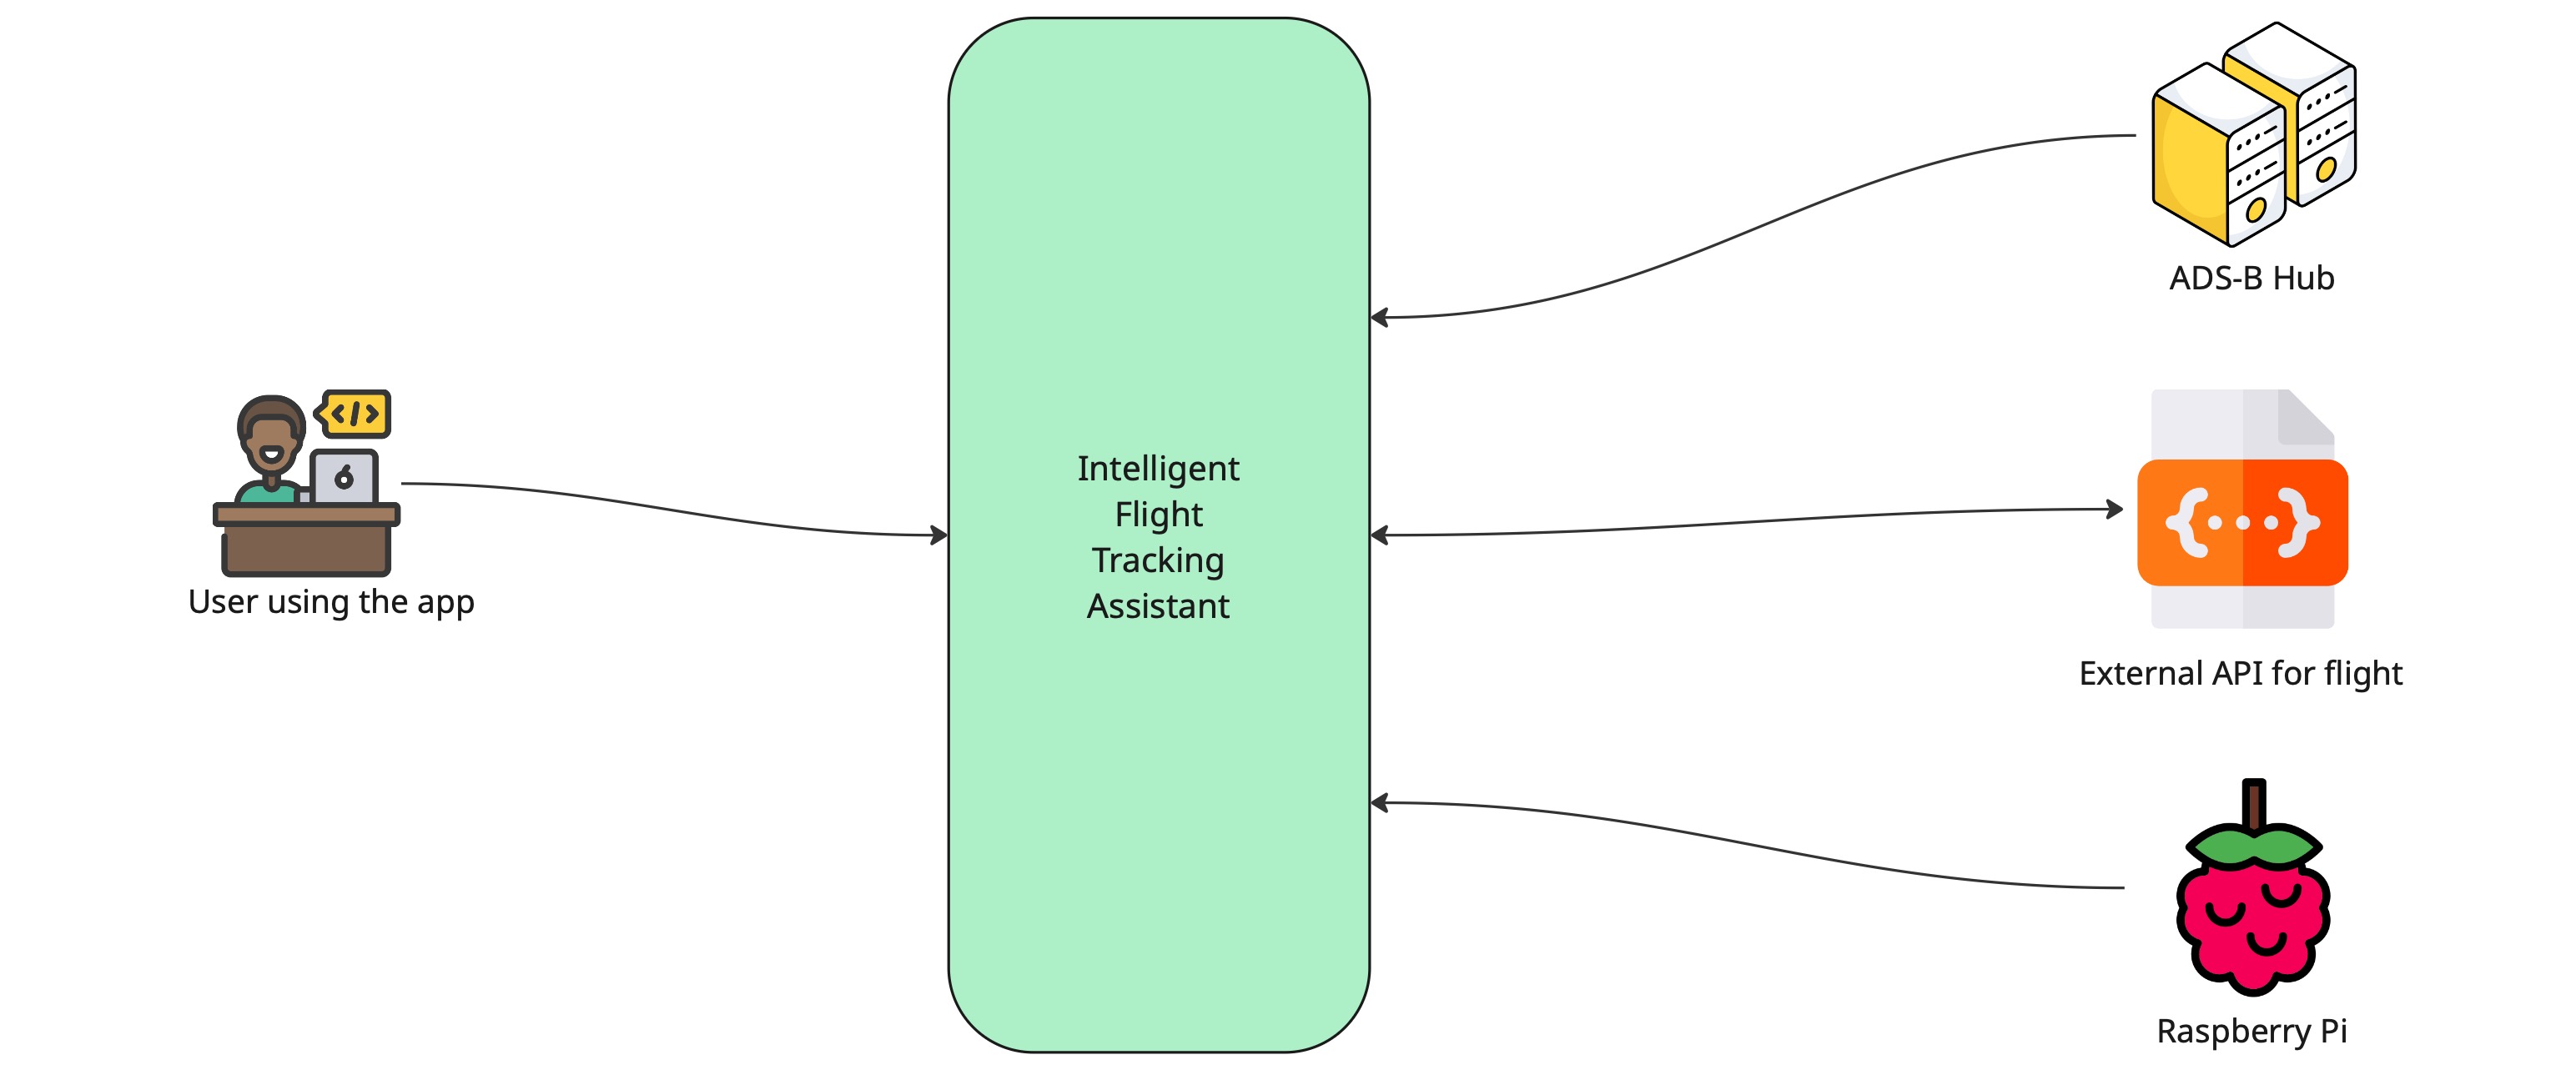 ADS-B Hub
</>
User using the app
Intelligent
Flight
Tracking
Assistant
{...}
External API for flight
Raspberry Pi